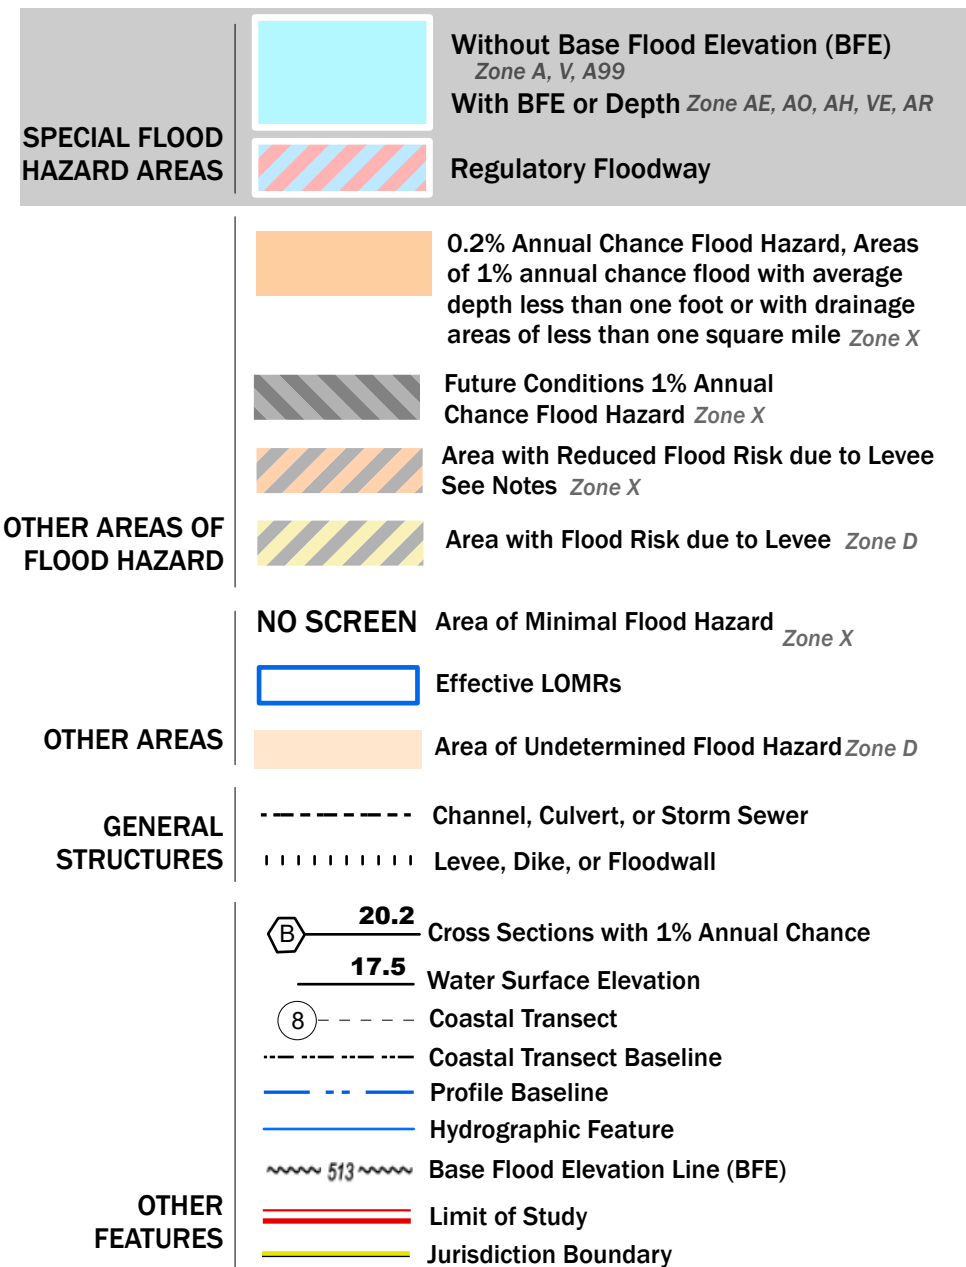 SPECIAL FLOOD
HAZARD AREAS
Without Base Flood Elevation (BFE)
Zone A, V, A99
With BFE or Depth Zone AE, AO, AH, VE, AR
Regulatory Floodway
OTHER AREAS OF
FLOOD HAZARD
0.2% Annual Chance Flood Hazard, Areas
of 1% annual chance flood with average
depth less than one foot or with drainage
areas of less than one square mile Zone X
Future Conditions 1% Annual
Chance Flood Hazard Zone X
Area with Reduced Flood Risk due to Levee
See Notes Zone X
Area with Flood Risk due to Levee Zone D
OTHER AREAS
NO SCREEN Area of Minimal Flood Hazard Zone X
Effective LOMRs
Area of Undetermined Flood Hazard Zone D
GENERAL
STRUCTURES
Channel, Culvert, or Storm Sewer
Levee, Dike, or Floodwall
OTHER
FEATURES
B 20.2 Cross Sections with 1% Annual Chance
17.5 Water Surface Elevation
8 Coastal Transect
Coastal Transect Baseline
Profile Baseline
Hydrographic Feature
513 Base Flood Elevation Line (BFE)
Limit of Study
Jurisdiction Boundary